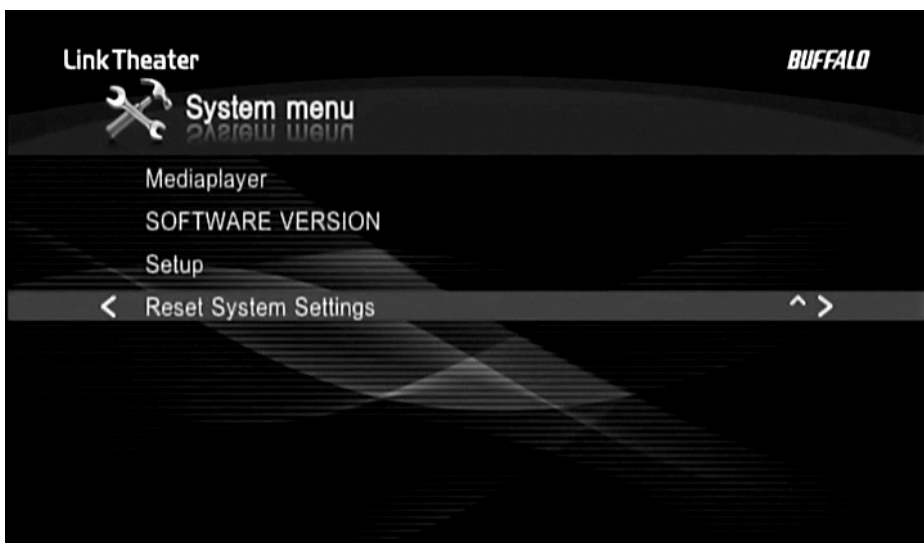 LinkTheater
BUFFALO
System menu
Mediaplayer
SOFTWARE VERSION
Setup
< Reset System Settings ^ >